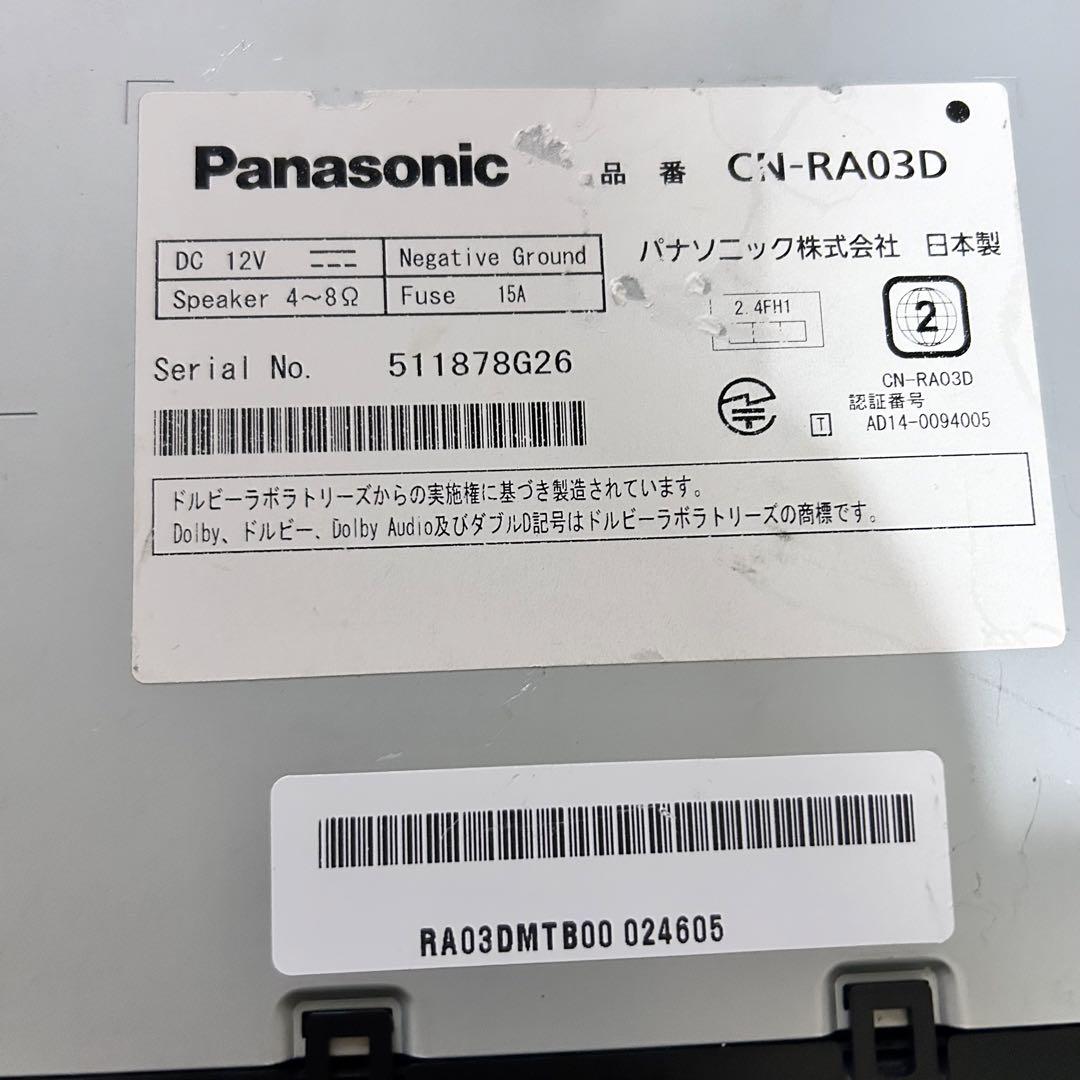 Panasonic 品番 CN-RA03D
DC 12V
Negative Ground
Speaker 4～8Ω
Fuse 15A
パナソニック株式会社 日本製
2.4FH1
2
Serial No. 511878G26
CN-RA03D
認証番号
T AD14-0094005
ドルビーラボラトリーズからの実施権に基づき製造されています。
Dolby、ドルビー、Dolby Audio及びダブルD記号はドルビーラボラトリーズの商標です。
RA03DMTB00 024605